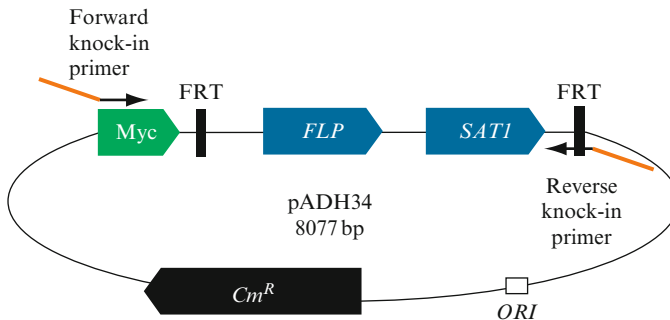 Forward
knock-in
primer
FRT
FRT
Myc
FLP
SAT1
pADH34
8077 bp
Reverse
knock-in
primer
Cm^R
ORI